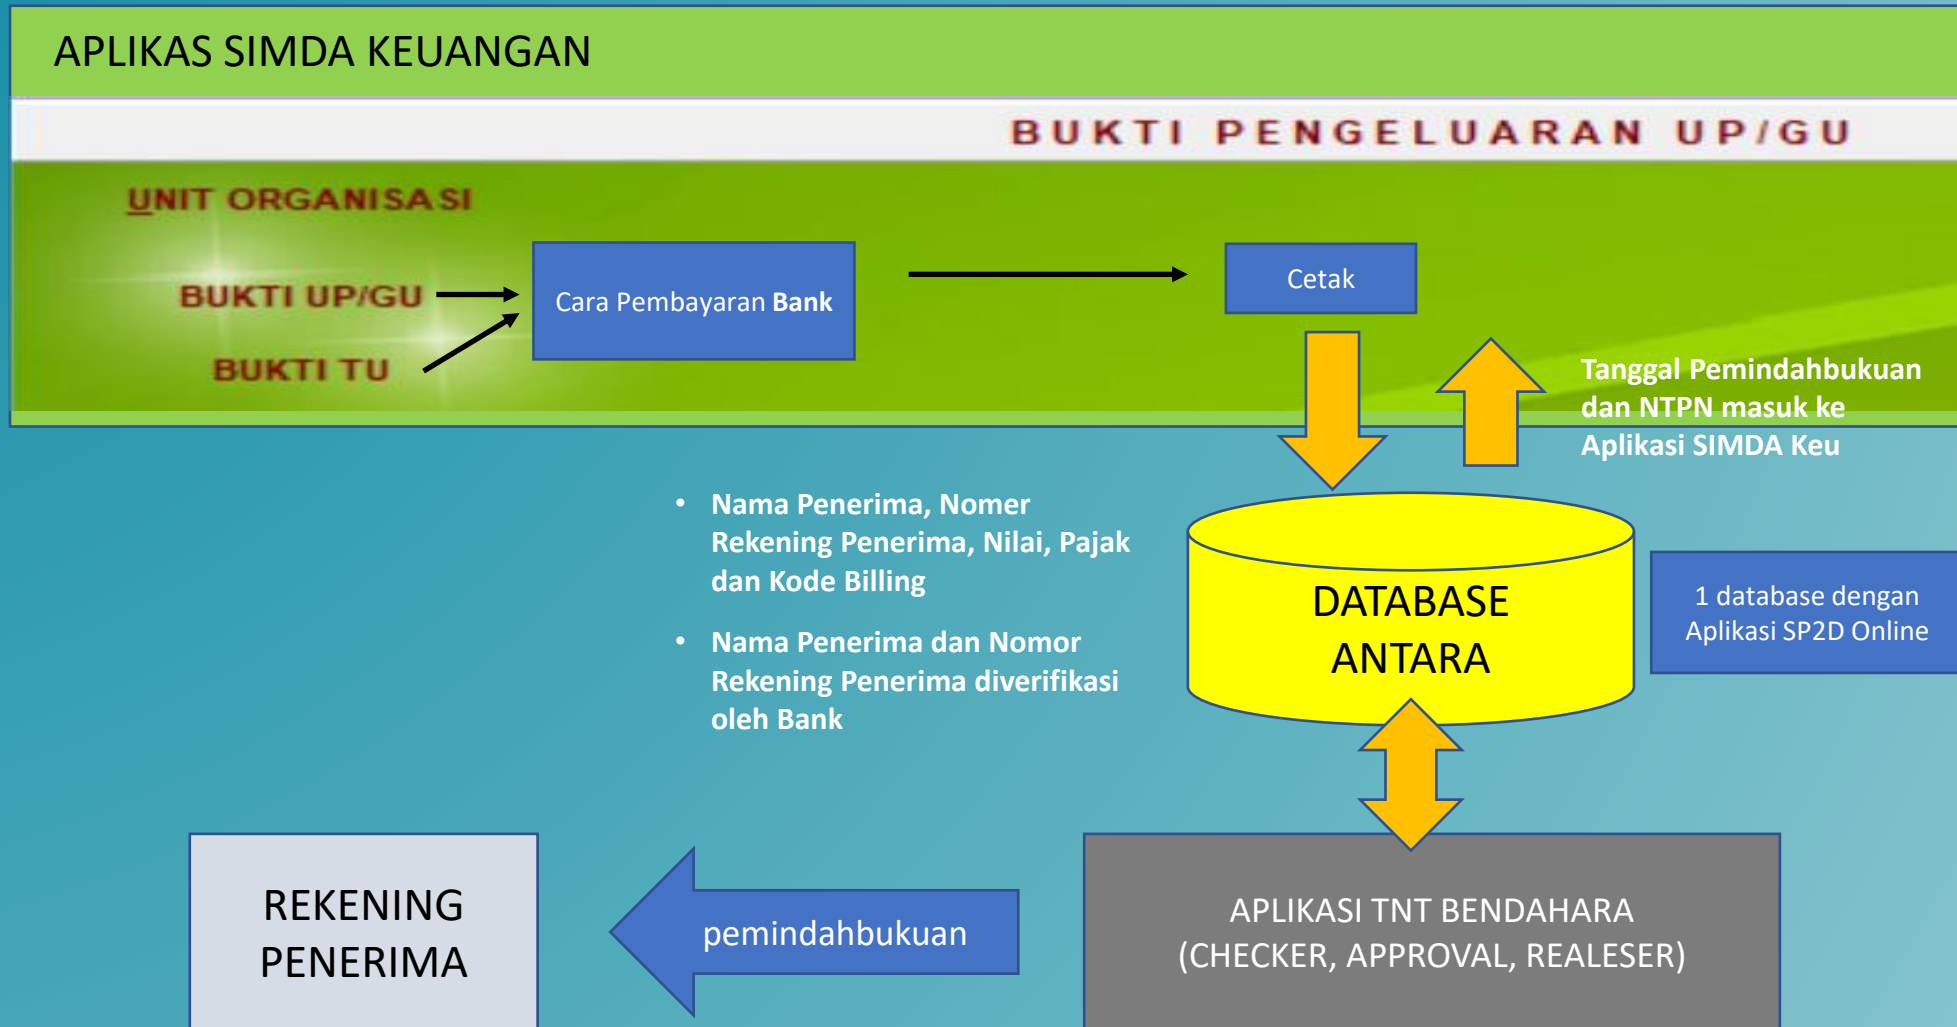 APLIKAS SIMDA KEUANGAN
BUKTI PENGELUARAN UP/GU
UNIT ORGANISASI
BUKTI UP/GU
BUKTI TU
Cara Pembayaran Bank
Cetak
Tanggal Pemindahbukuan
dan NTPN masuk ke
Aplikasi SIMDA Keu
• Nama Penerima, Nomer
Rekening Penerima, Nilai, Pajak
dan Kode Billing
• Nama Penerima dan Nomor
Rekening Penerima diverifikasi
oleh Bank
DATABASE
ANTARA
1 database dengan
Aplikasi SP2D Online
REKENING
PENERIMA
pemindahbukuan
APLIKASI TNT BENDAHARA
(CHECKER, APPROVAL, REALESER)